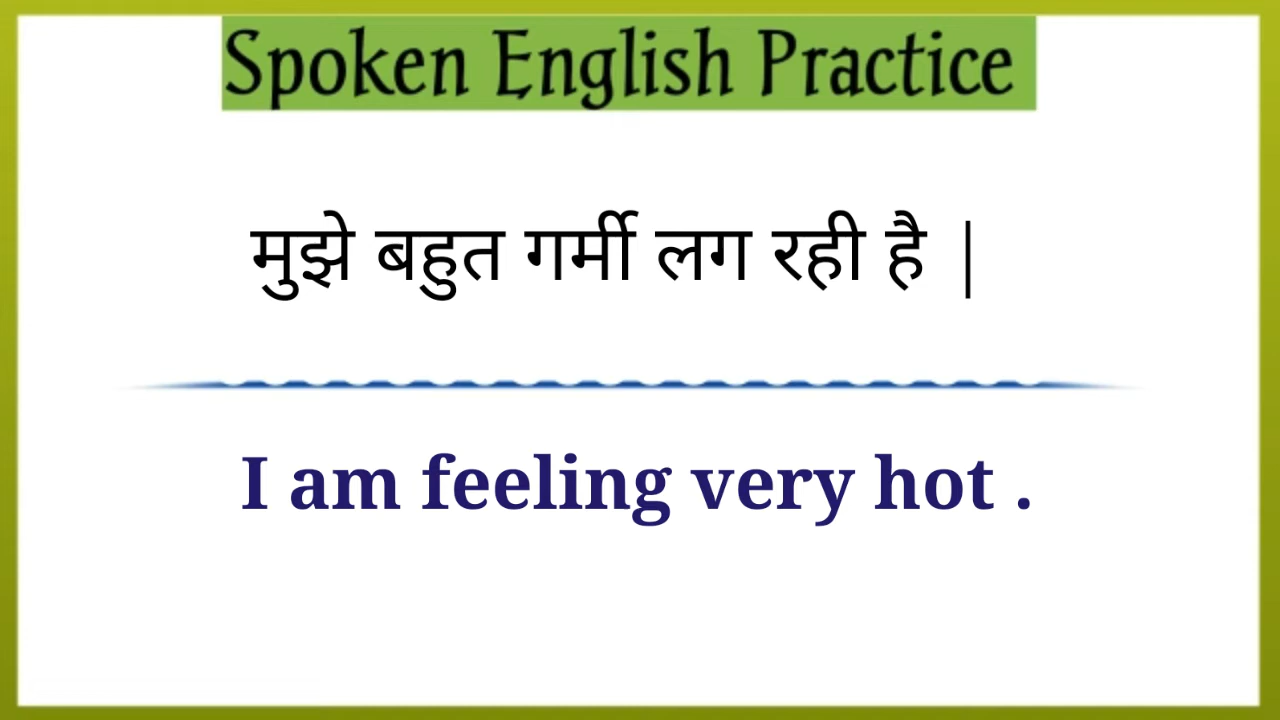 Spoken English Practice
मुझे बहुत गर्मी लग रही है |
I am feeling very hot .